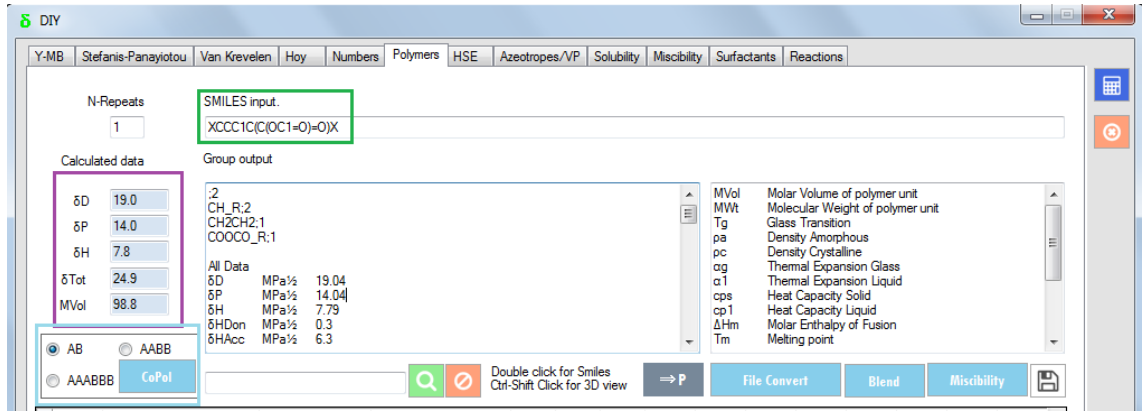 δ DIY
Y-MB Stefanis-Panayiotou Van Krevelen Hoy Numbers Polymers HSE Azeotropes/VP Solubility Miscibility Surfactants Reactions
N-Repeats
1
SMILES input.
XCCC1C(C(OC1=O)=O)X
Calculated data
Group output
δD 19.0
δP 14.0
δH 7.8
δTot 24.9
MVol 98.8
;2
CH_R;2
CH2CH2;1
COOCO_R;1
All Data
δD MPa½ 19.04
δP MPa½ 14.04
δH MPa½ 7.79
δHDon MPa½ 0.3
δHAcc MPa½ 6.3
MVol Molar Volume of polymer unit
MWt Molecular Weight of polymer unit
Tg Glass Transition
ρa Density Amorphous
ρc Density Crystalline
αg Thermal Expansion Glass
α1 Thermal Expansion Liquid
cps Heat Capacity Solid
cp1 Heat Capacity Liquid
ΔHm Molar Enthalpy of Fusion
Tm Melting point
AB AABB
AAABBB CoPol
Double click for Smiles
Ctrl-Shift Click for 3D view
⇒P
File Convert
Blend
Miscibility